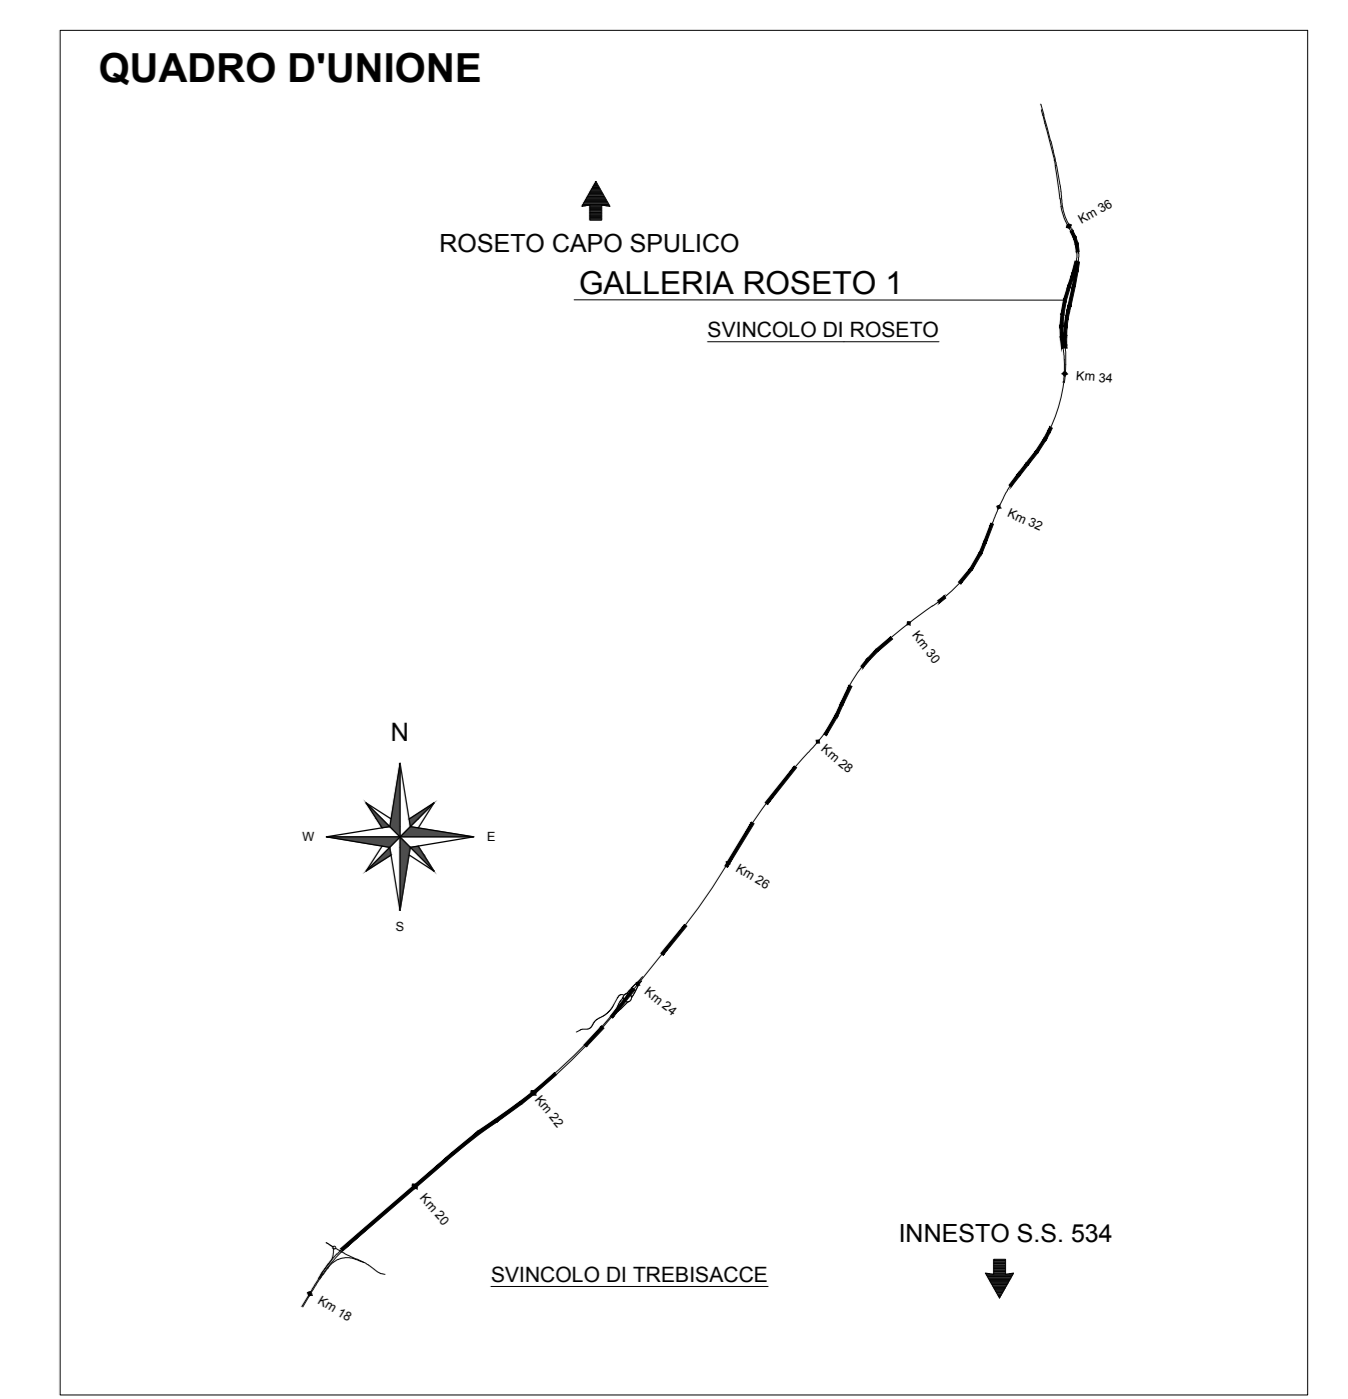 QUADRO D'UNIONE
Km 36
ROSETO CAPO SPULICO
GALLERIA ROSETO 1
SVINCOLO DI ROSETO
Km 34
Km 32
Km 30
N
Km 28
W
E
Km 26
S
Km 24
Km 22
Km 20
INNESTO S.S. 534
SVINCOLO DI TREBISACCE
Km 18